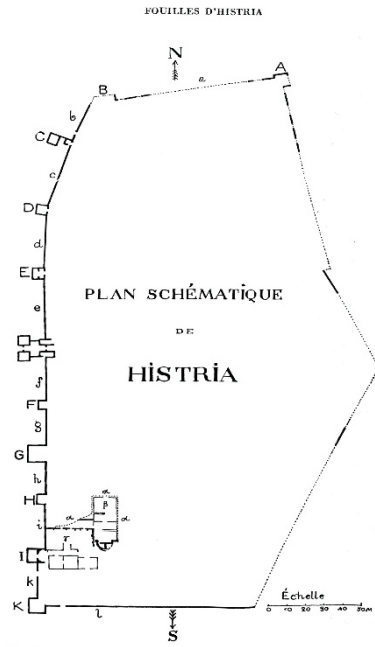 FOUILLES D'HISTRIA
N
A
a
B
b
C
c
D
d
E
PLAN SCHÉMATIQUE
e
DE
HISTRIA
f
F
g
G
h
H
α
β
α
α
i
γ
I
k
Échelle
K
l
0 10 20 30 40 50M
S